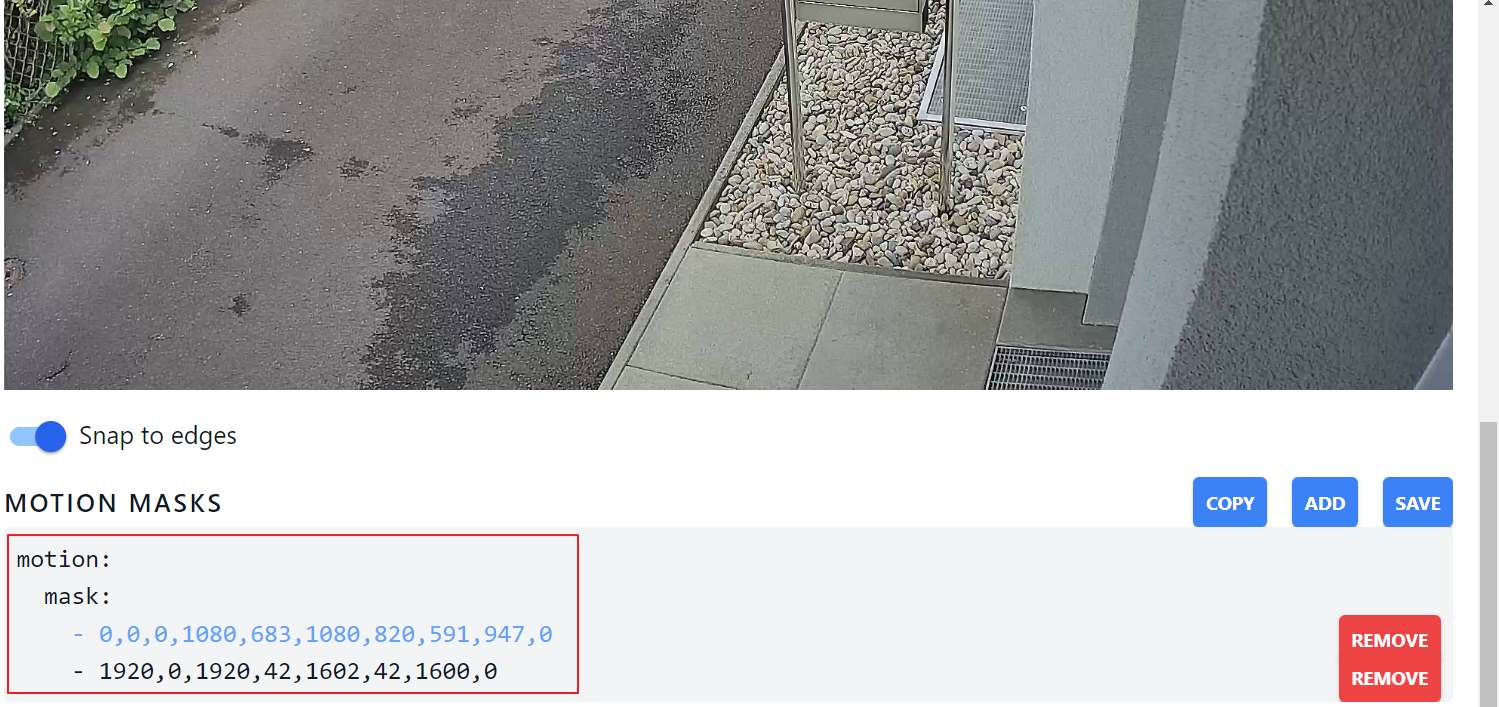 Snap to edges
MOTION MASKS
COPY ADD SAVE
motion:
  mask:
    - 0,0,0,1080,683,1080,820,591,947,0
REMOVE
    - 1920,0,1920,42,1602,42,1600,0
REMOVE